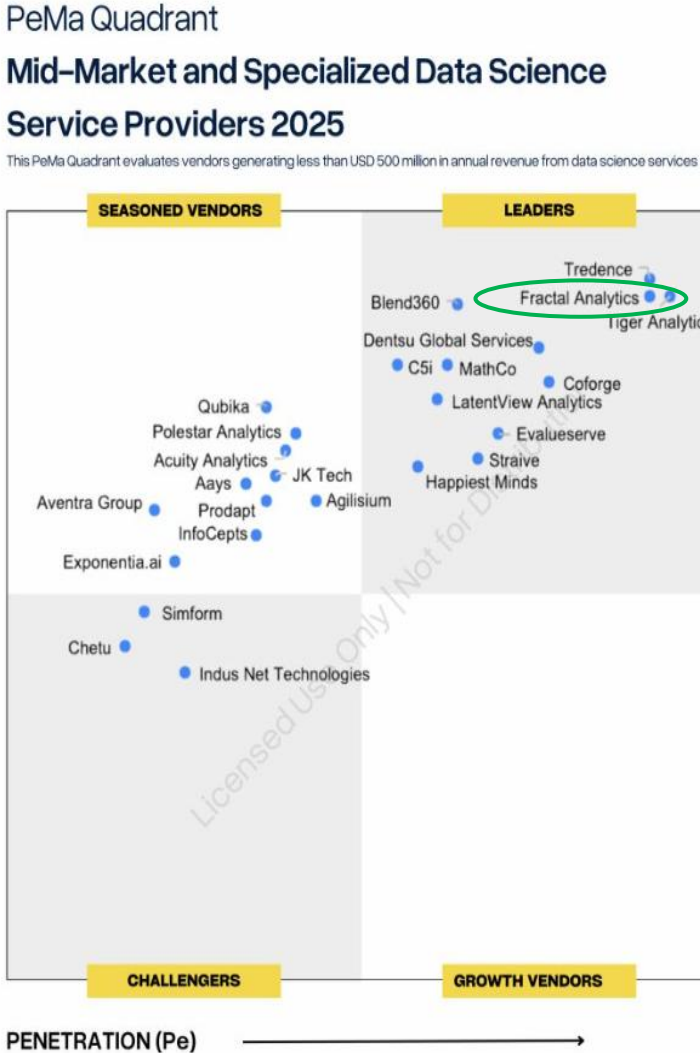 PeMa Quadrant
Mid-Market and Specialized Data Science
Service Providers 2025
This PeMa Quadrant evaluates vendors generating less than USD 500 million in annual revenue from data science services
SEASONED VENDORS
LEADERS
Tredence
Fractal Analytics
Blend360
Tiger Analytic
Dentsu Global Services
C5i
MathCo
Coforge
LatentView Analytics
Qubika
Polestar Analytics
Evalueserve
Acuity Analytics
Straive
JK Tech
Aays
Happiest Minds
Aventra Group
Prodapt
Agilisium
InfoCepts
Exponentia.ai
Simform
Chetu
Indus Net Technologies
Licensed Use Only | Not for Distributi
CHALLENGERS
GROWTH VENDORS
PENETRATION (Pe)